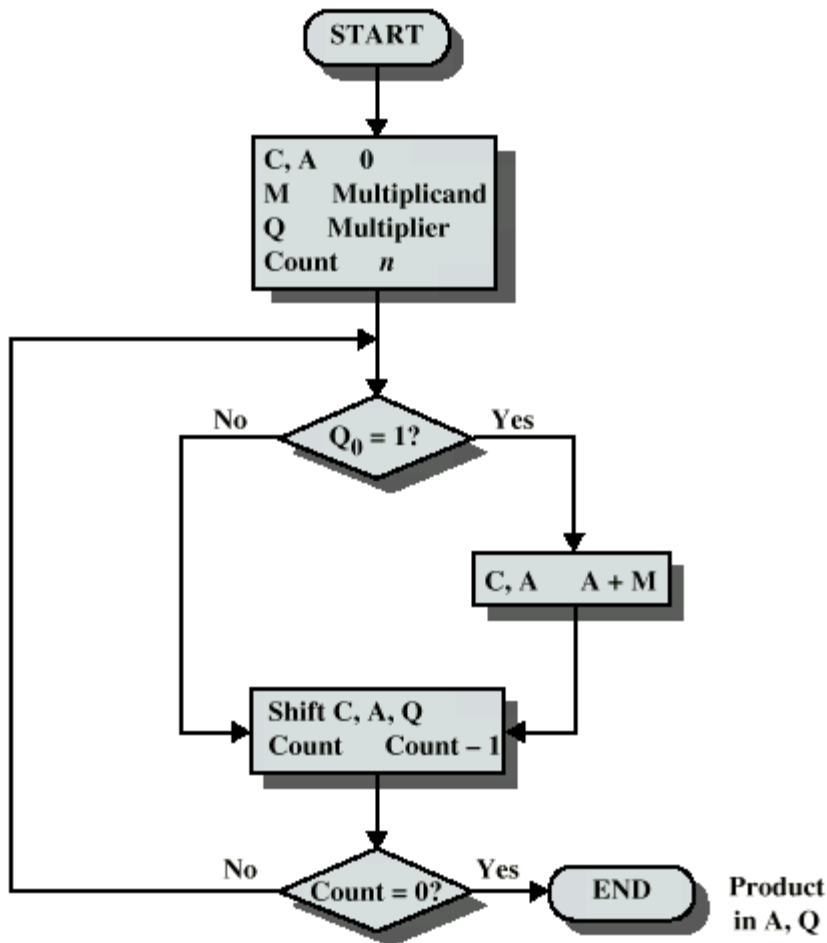 START
C, A 0
M Multiplicand
Q Multiplier
Count n
No
Q0 = 1?
Yes
C, A A + M
Shift C, A, Q
Count Count – 1
No
Count = 0?
Yes
END
Product
in A, Q